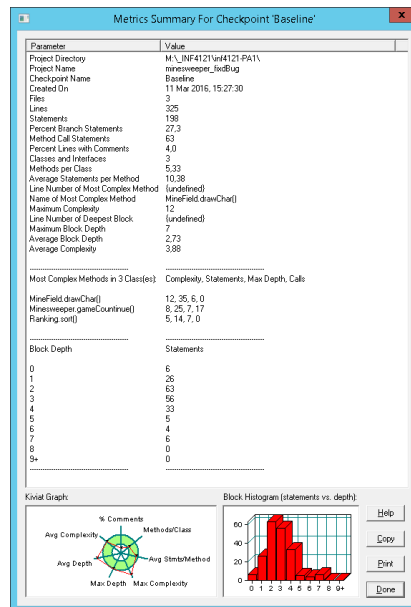 Metrics Summary For Checkpoint 'Baseline'
x
Parameter Value
Project Directory M:\_INF4121\inf4121-PA1\
Project Name minesweeper_fixdBug
Checkpoint Name Baseline
Created On 11 Mar 2016, 15:27:30
Files 3
Lines 325
Statements 198
Percent Branch Statements 27,3
Method Call Statements 63
Percent Lines with Comments 4,0
Classes and Interfaces 3
Methods per Class 5,33
Average Statements per Method 10,38
Line Number of Most Complex Method {undefined}
Name of Most Complex Method MineField.drawChar()
Maximum Complexity 12
Line Number of Deepest Block {undefined}
Maximum Block Depth 7
Average Block Depth 2,73
Average Complexity 3,88
Most Complex Methods in 3 Class(es): Complexity, Statements, Max Depth, Calls
MineField.drawChar() 12, 35, 6, 0
Minesweeper.gameCountinue() 8, 25, 7, 17
Ranking.sort() 5, 14, 7, 0
Block Depth Statements
0 6
1 26
2 63
3 56
4 33
5 5
6 4
7 6
8 0
9+ 0
Kiviat Graph: Block Histogram (statements vs. depth):
% Comments
Methods/Class
Avg Complexity
Avg Stmts/Method
Avg Depth
Max Depth Max Complexity
60
40
20
0
0 1 2 3 4 5 6 7 8 9+
Help
Copy
Print
Done